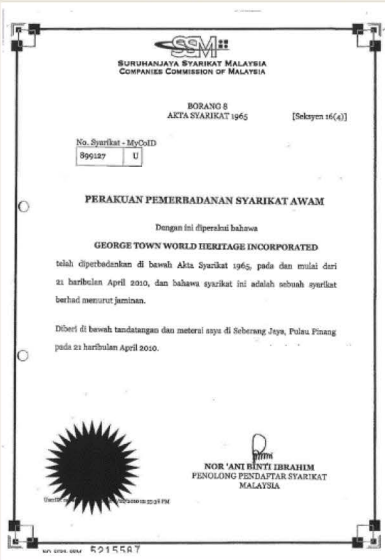 SSM
SURUHANJAYA SYARIKAT MALAYSIA
COMPANIES COMMISSION OF MALAYSIA
BORANG 8
AKTA SYARIKAT 1965 [Seksyen 16(4)]
No. Syarikat - MyCoID
899127 U
PERAKUAN PEMERBADANAN SYARIKAT AWAM
Dengan ini diperakui bahawa
GEORGE TOWN WORLD HERITAGE INCORPORATED
telah diperbadankan di bawah Akta Syarikat 1965, pada dan mulai dari
21 haribulan April 2010, dan bahawa syarikat ini adalah sebuah syarikat
berhad menurut jaminan.
Diberi di bawah tandatangan dan meterai saya di Seberang Jaya, Pulau Pinang
pada 21 haribulan April 2010.
NOR 'ANI BINTI IBRAHIM
PENOLONG PENDAFTAR SYARIKAT
MALAYSIA
PM
5215587